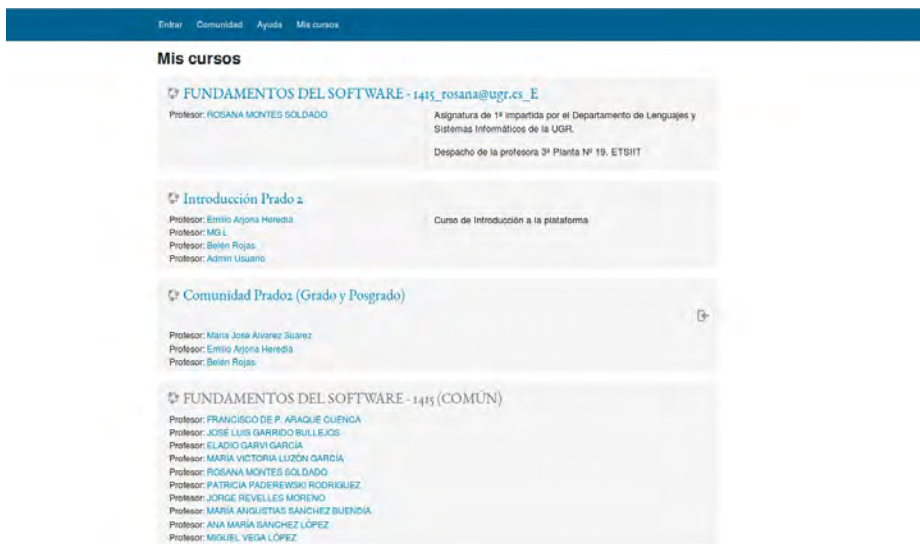 Entrar Comunidad Ayuda Mis cursos
Mis cursos
FUNDAMENTOS DEL SOFTWARE - 1415_rosana@ugr.es_E
Profesor: ROSANA MONTES SOLDADO
Asignatura de 1º impartida por el Departamento de Lenguajes y
Sistemas Informáticos de la UGR.
Despacho de la profesora 3ª Planta Nº 19. ETSIIT
Introducción Prado 2
Profesor: Emilio Arjona Heredia
Profesor: MG L
Profesor: Belén Rojas
Profesor: Admin Usuario
Curso de Introducción a la plataforma
Comunidad Prado2 (Grado y Posgrado)
Profesor: María José Álvarez Suárez
Profesor: Emilio Arjona Heredia
Profesor: Belén Rojas
FUNDAMENTOS DEL SOFTWARE - 1415 (COMÚN)
Profesor: FRANCISCO DE P. ARAQUE CUENCA
Profesor: JOSÉ LUIS GARRIDO BULLEJOS
Profesor: ELADIO GARVI GARCÍA
Profesor: MARÍA VICTORIA LUZÓN GARCÍA
Profesor: ROSANA MONTES SOLDADO
Profesor: PATRICIA PADEREWSKI RODRÍGUEZ
Profesor: JORGE REVELLES MORENO
Profesor: MARÍA ANGUSTIAS SÁNCHEZ BUENDÍA
Profesor: ANA MARÍA SÁNCHEZ LÓPEZ
Profesor: MIGUEL VEGA LÓPEZ